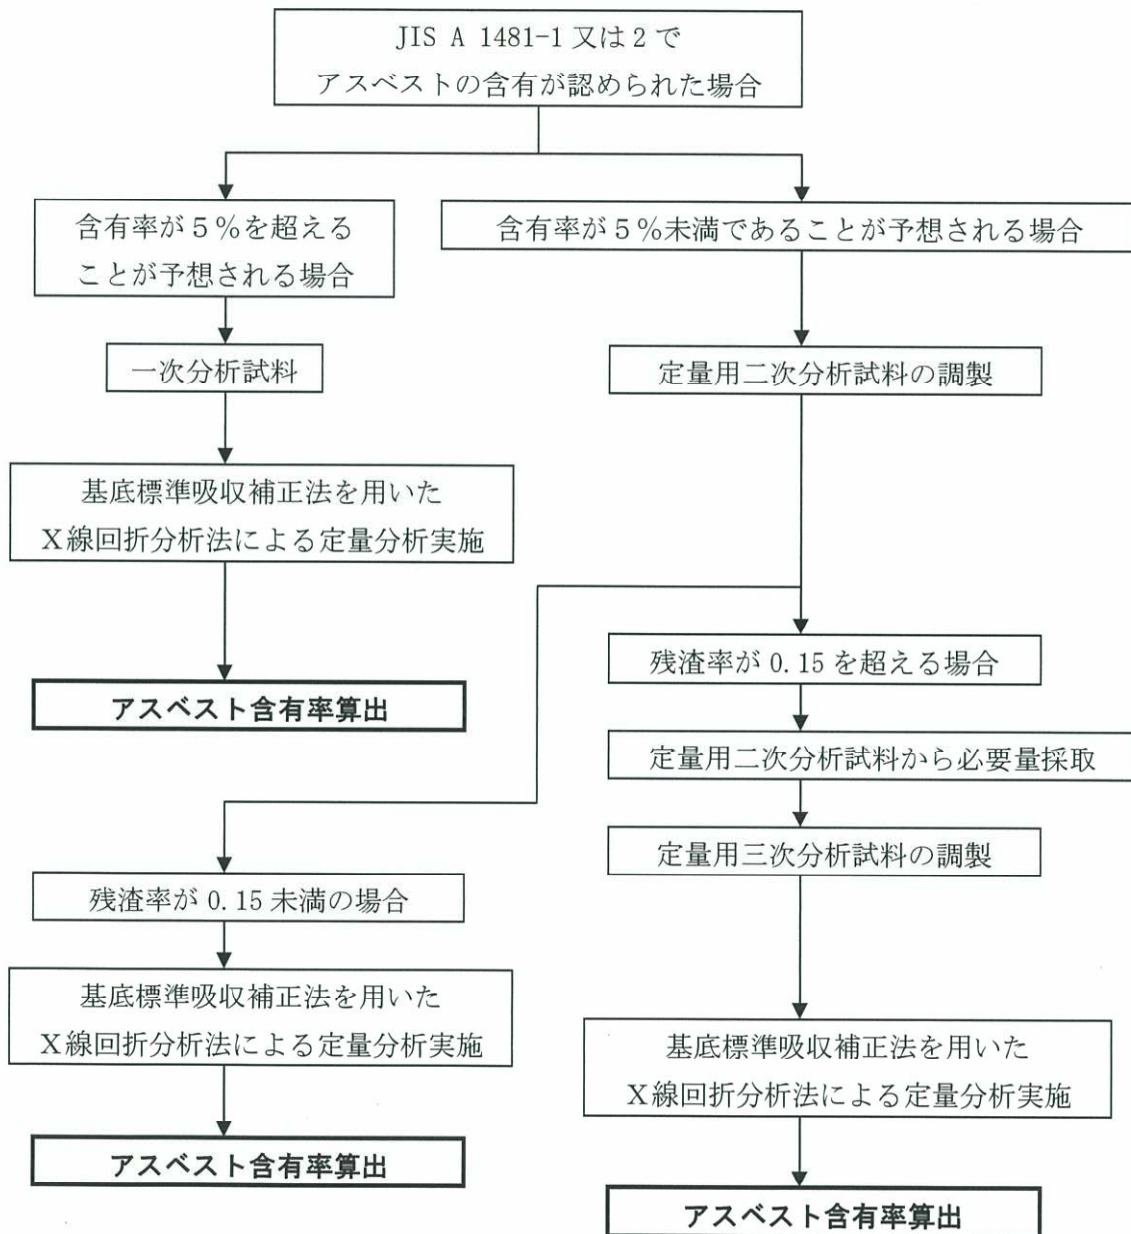 JIS A 1481-1 又は 2 で
アスベストの含有が認められた場合
含有率が５％を超える
ことが予想される場合
含有率が５％未満であることが予想される場合
一次分析試料
定量用二次分析試料の調製
基底標準吸収補正法を用いた
Ｘ線回折分析法による定量分析実施
アスベスト含有率算出
残渣率が 0.15 を超える場合
定量用二次分析試料から必要量採取
定量用三次分析試料の調製
残渣率が 0.15 未満の場合
基底標準吸収補正法を用いた
Ｘ線回折分析法による定量分析実施
基底標準吸収補正法を用いた
Ｘ線回折分析法による定量分析実施
アスベスト含有率算出
アスベスト含有率算出